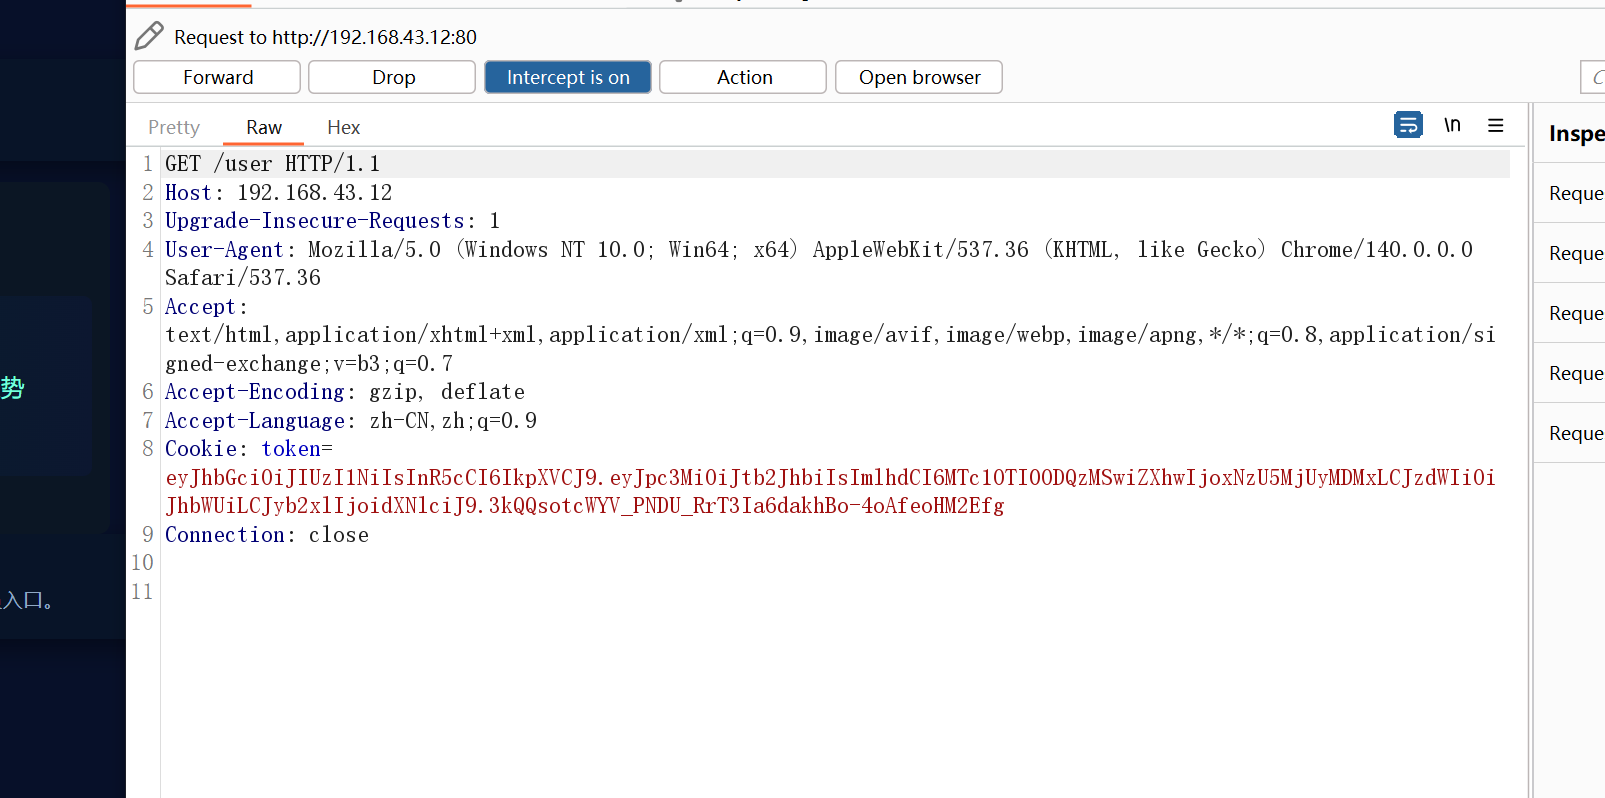 Request to http://192.168.43.12:80
Forward
Drop
Intercept is on
Action
Open browser
Pretty
Raw
Hex
\n
Inspe
1 GET /user HTTP/1.1
2 Host: 192.168.43.12
3 Upgrade-Insecure-Requests: 1
4 User-Agent: Mozilla/5.0 (Windows NT 10.0; Win64; x64) AppleWebKit/537.36 (KHTML, like Gecko) Chrome/140.0.0.0
Safari/537.36
5 Accept:
text/html,application/xhtml+xml,application/xml;q=0.9,image/avif,image/webp,image/apng,*/*;q=0.8,application/si
gned-exchange;v=b3;q=0.7
6 Accept-Encoding: gzip, deflate
7 Accept-Language: zh-CN,zh;q=0.9
8 Cookie: token=
eyJhbGciOiJIUzI1NiIsInR5cCI6IkpXVCJ9.eyJpc3MiOiJtb2JhbiIsImlhdCI6MTc1OTI0ODQzMSwiZXhwIjoxNzU5MjUyMDMxLCJzdWIiOi
JhbWUiLCJyb2xlIjoidXNlciJ9.3kQQsotcWYV_PNDU_RrT3Ia6dakhBo-4oAfeoHM2Efg
9 Connection: close
10
11
Reque
Reque
Reque
Reque
Reque
势
入口。